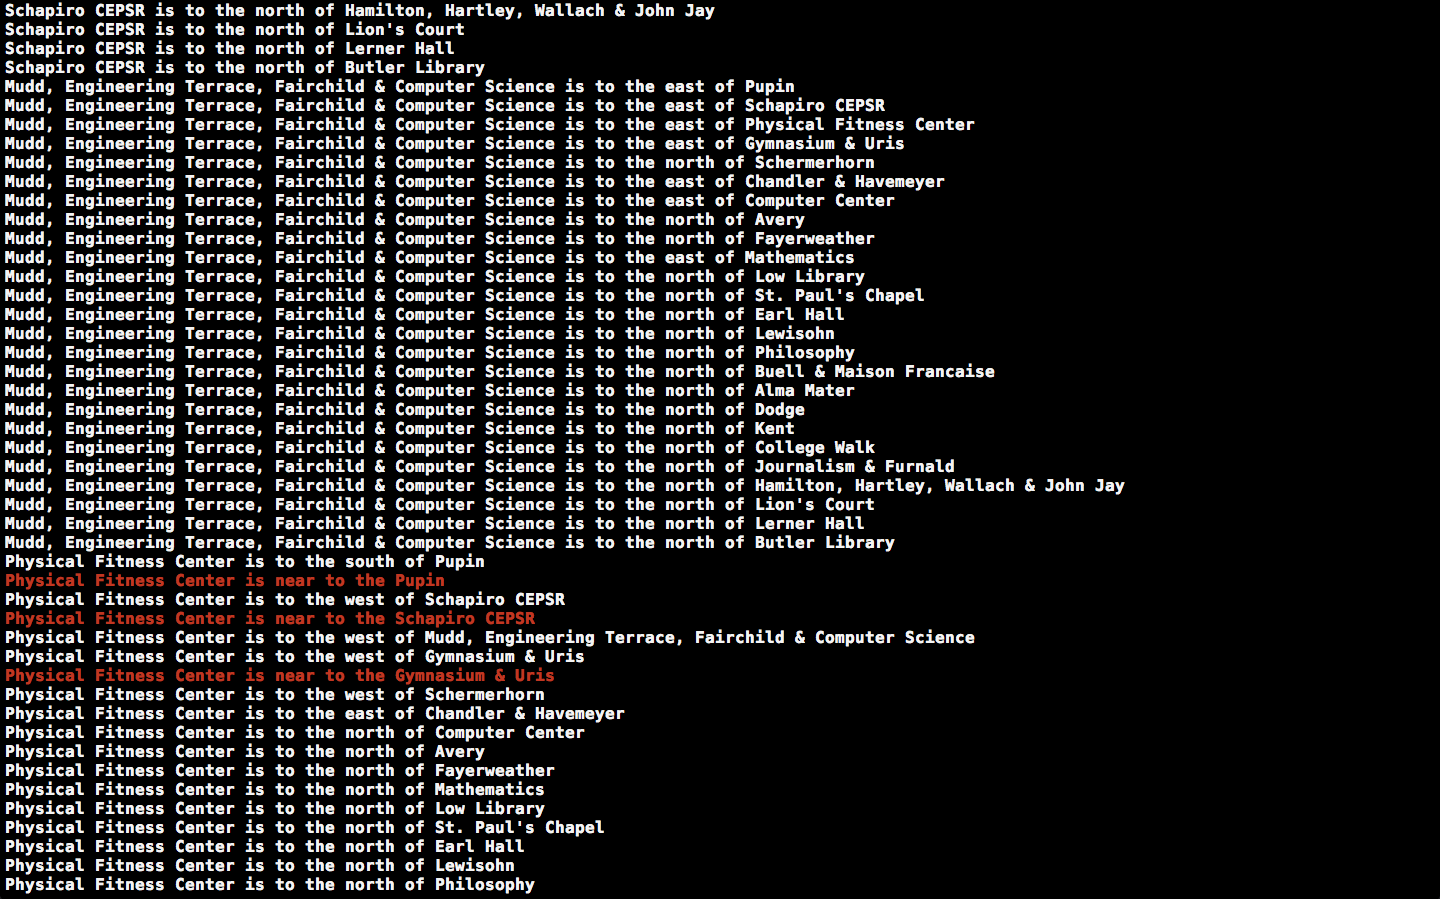 Schapiro CEPSR is to the north of Hamilton, Hartley, Wallach & John Jay
Schapiro CEPSR is to the north of Lion's Court
Schapiro CEPSR is to the north of Lerner Hall
Schapiro CEPSR is to the north of Butler Library
Mudd, Engineering Terrace, Fairchild & Computer Science is to the east of Pupin
Mudd, Engineering Terrace, Fairchild & Computer Science is to the east of Schapiro CEPSR
Mudd, Engineering Terrace, Fairchild & Computer Science is to the east of Physical Fitness Center
Mudd, Engineering Terrace, Fairchild & Computer Science is to the east of Gymnasium & Uris
Mudd, Engineering Terrace, Fairchild & Computer Science is to the north of Schermerhorn
Mudd, Engineering Terrace, Fairchild & Computer Science is to the east of Chandler & Havemeyer
Mudd, Engineering Terrace, Fairchild & Computer Science is to the east of Computer Center
Mudd, Engineering Terrace, Fairchild & Computer Science is to the north of Avery
Mudd, Engineering Terrace, Fairchild & Computer Science is to the north of Fayerweather
Mudd, Engineering Terrace, Fairchild & Computer Science is to the east of Mathematics
Mudd, Engineering Terrace, Fairchild & Computer Science is to the north of Low Library
Mudd, Engineering Terrace, Fairchild & Computer Science is to the north of St. Paul's Chapel
Mudd, Engineering Terrace, Fairchild & Computer Science is to the north of Earl Hall
Mudd, Engineering Terrace, Fairchild & Computer Science is to the north of Lewisohn
Mudd, Engineering Terrace, Fairchild & Computer Science is to the north of Philosophy
Mudd, Engineering Terrace, Fairchild & Computer Science is to the north of Buell & Maison Francaise
Mudd, Engineering Terrace, Fairchild & Computer Science is to the north of Alma Mater
Mudd, Engineering Terrace, Fairchild & Computer Science is to the north of Dodge
Mudd, Engineering Terrace, Fairchild & Computer Science is to the north of Kent
Mudd, Engineering Terrace, Fairchild & Computer Science is to the north of College Walk
Mudd, Engineering Terrace, Fairchild & Computer Science is to the north of Journalism & Furnald
Mudd, Engineering Terrace, Fairchild & Computer Science is to the north of Hamilton, Hartley, Wallach & John Jay
Mudd, Engineering Terrace, Fairchild & Computer Science is to the north of Lion's Court
Mudd, Engineering Terrace, Fairchild & Computer Science is to the north of Lerner Hall
Mudd, Engineering Terrace, Fairchild & Computer Science is to the north of Butler Library
Physical Fitness Center is to the south of Pupin
Physical Fitness Center is near to the Pupin
Physical Fitness Center is to the west of Schapiro CEPSR
Physical Fitness Center is near to the Schapiro CEPSR
Physical Fitness Center is to the west of Mudd, Engineering Terrace, Fairchild & Computer Science
Physical Fitness Center is to the west of Gymnasium & Uris
Physical Fitness Center is near to the Gymnasium & Uris
Physical Fitness Center is to the west of Schermerhorn
Physical Fitness Center is to the east of Chandler & Havemeyer
Physical Fitness Center is to the north of Computer Center
Physical Fitness Center is to the north of Avery
Physical Fitness Center is to the north of Fayerweather
Physical Fitness Center is to the north of Mathematics
Physical Fitness Center is to the north of Low Library
Physical Fitness Center is to the north of St. Paul's Chapel
Physical Fitness Center is to the north of Earl Hall
Physical Fitness Center is to the north of Lewisohn
Physical Fitness Center is to the north of Philosophy